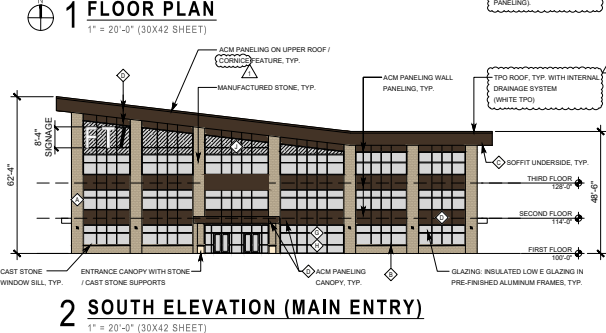 PANELING).
N
1 FLOOR PLAN
1" = 20'-0" (30X42 SHEET)
ACM PANELING ON UPPER ROOF /
CORNICE FEATURE, TYP.
1
D
MANUFACTURED STONE, TYP.
ACM PANELING WALL
PANELING, TYP.
TPO ROOF, TYP. WITH INTERNAL
DRAINAGE SYSTEM
(WHITE TPO)
62'-4"
8'-4"
SIGNAGE
J
C
SOFFIT UNDERSIDE, TYP.
THIRD FLOOR
128'-0"
48'-6"
A
SECOND FLOOR
114'-0"
D
G
H
FIRST FLOOR
100'-0"
CAST STONE
WINDOW SILL, TYP.
ENTRANCE CANOPY WITH STONE
/ CAST STONE SUPPORTS
D
ACM PANELING
CANOPY, TYP.
B
GLAZING: INSULATED LOW E GLAZING IN
PRE-FINISHED ALUMINUM FRAMES, TYP.
2 SOUTH ELEVATION (MAIN ENTRY)
1" = 20'-0" (30X42 SHEET)